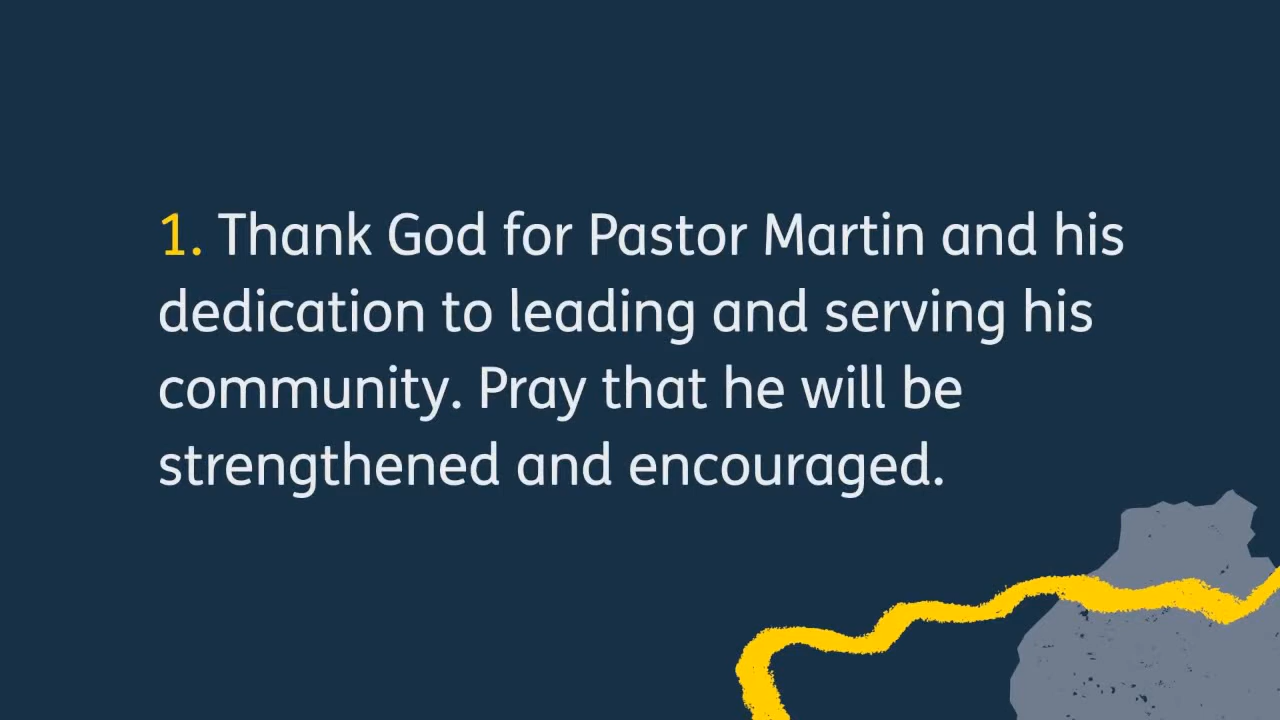 1. Thank God for Pastor Martin and his
dedication to leading and serving his
community. Pray that he will be
strengthened and encouraged.